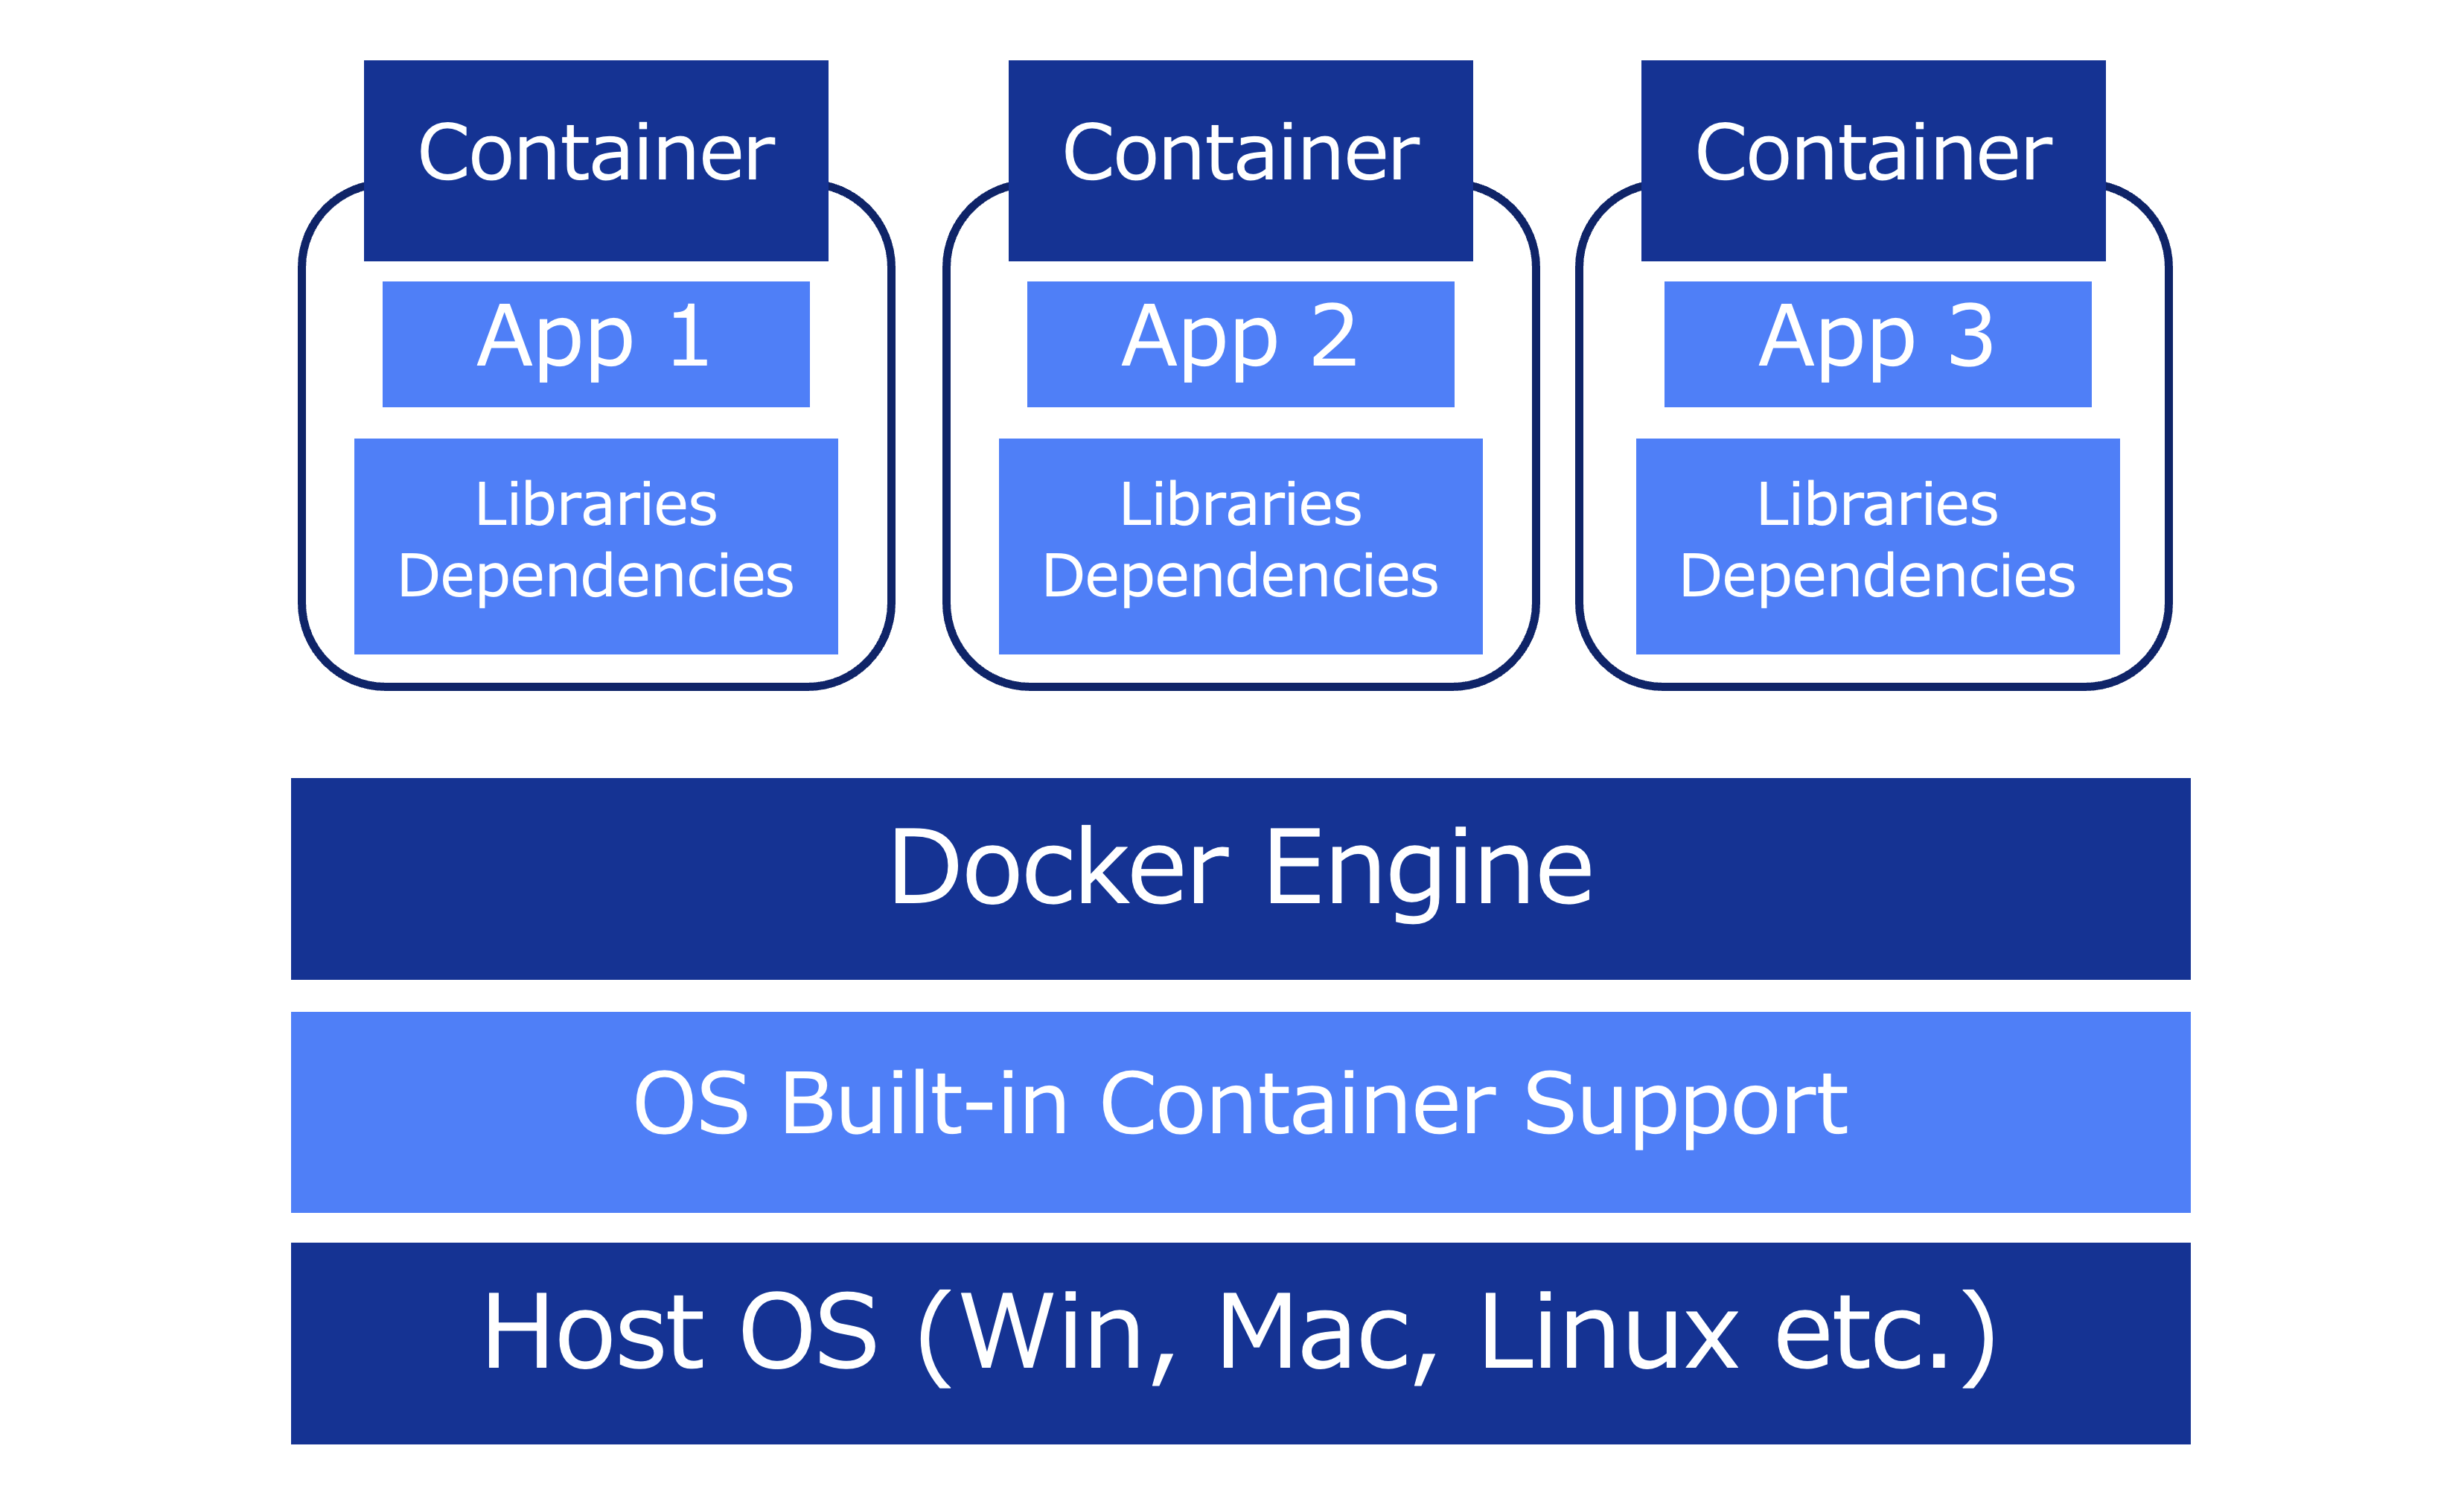 Container
App 1
Libraries
Dependencies
Container
App 2
Libraries
Dependencies
Container
App 3
Libraries
Dependencies
Docker Engine
OS Built-in Container Support
Host OS (Win, Mac, Linux etc.)